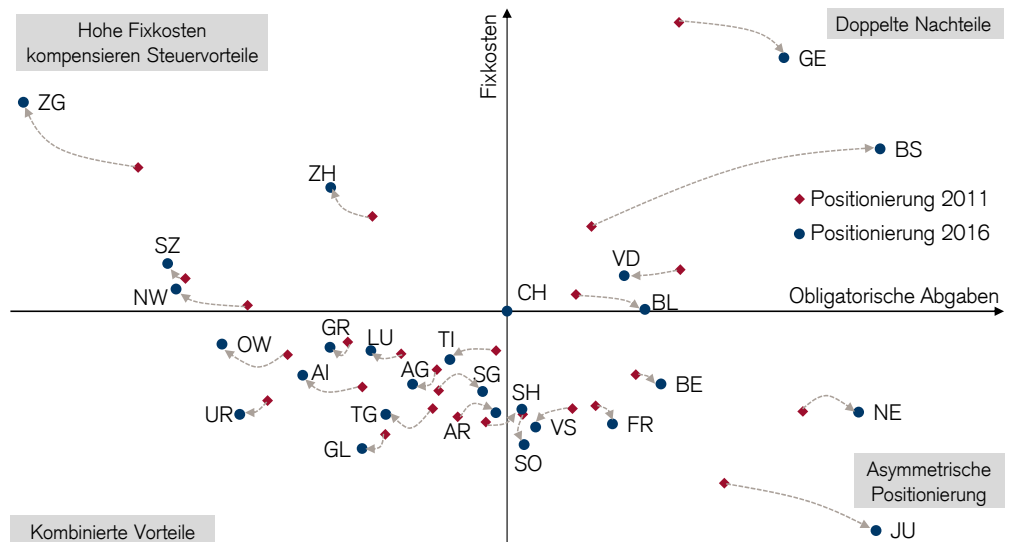 Hohe Fixkosten
kompensieren Steuervorteile
Fixkosten
Doppelte Nachteile
GE
ZG
BS
ZH
Positionierung 2011
Positionierung 2016
SZ
VD
NW
CH
BL
Obligatorische Abgaben
OW
GR
LU
TI
AI
AG
SG
BE
UR
TG
SH
NE
AR
VS
FR
GL
SO
Asymmetrische
Positionierung
JU
Kombinierte Vorteile